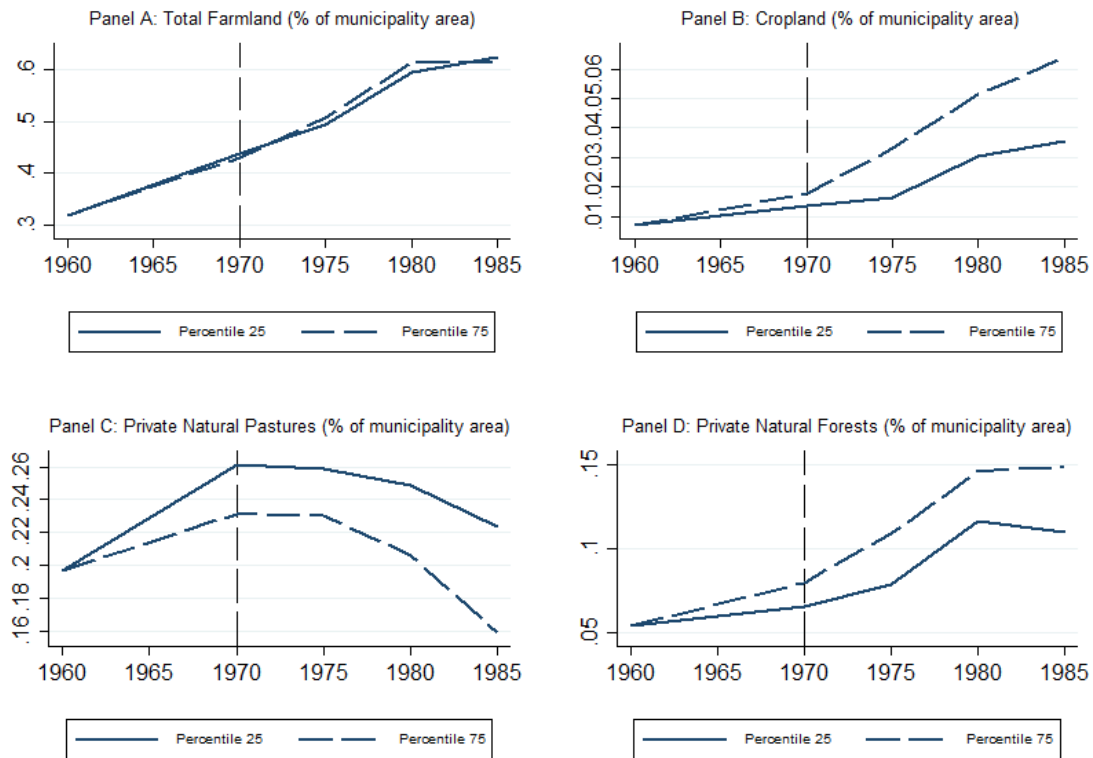 Panel A: Total Farmland (% of municipality area)
.6
.5
.4
.3
1960 1965 1970 1975 1980 1985
Percentile 25 Percentile 75
Panel B: Cropland (% of municipality area)
.01.02.03.04.05.06
1960 1965 1970 1975 1980 1985
Percentile 25 Percentile 75
Panel C: Private Natural Pastures (% of municipality area)
.16.18 .2 .22.24.26
1960 1965 1970 1975 1980 1985
Percentile 25 Percentile 75
Panel D: Private Natural Forests (% of municipality area)
.15
.1
.05
1960 1965 1970 1975 1980 1985
Percentile 25 Percentile 75